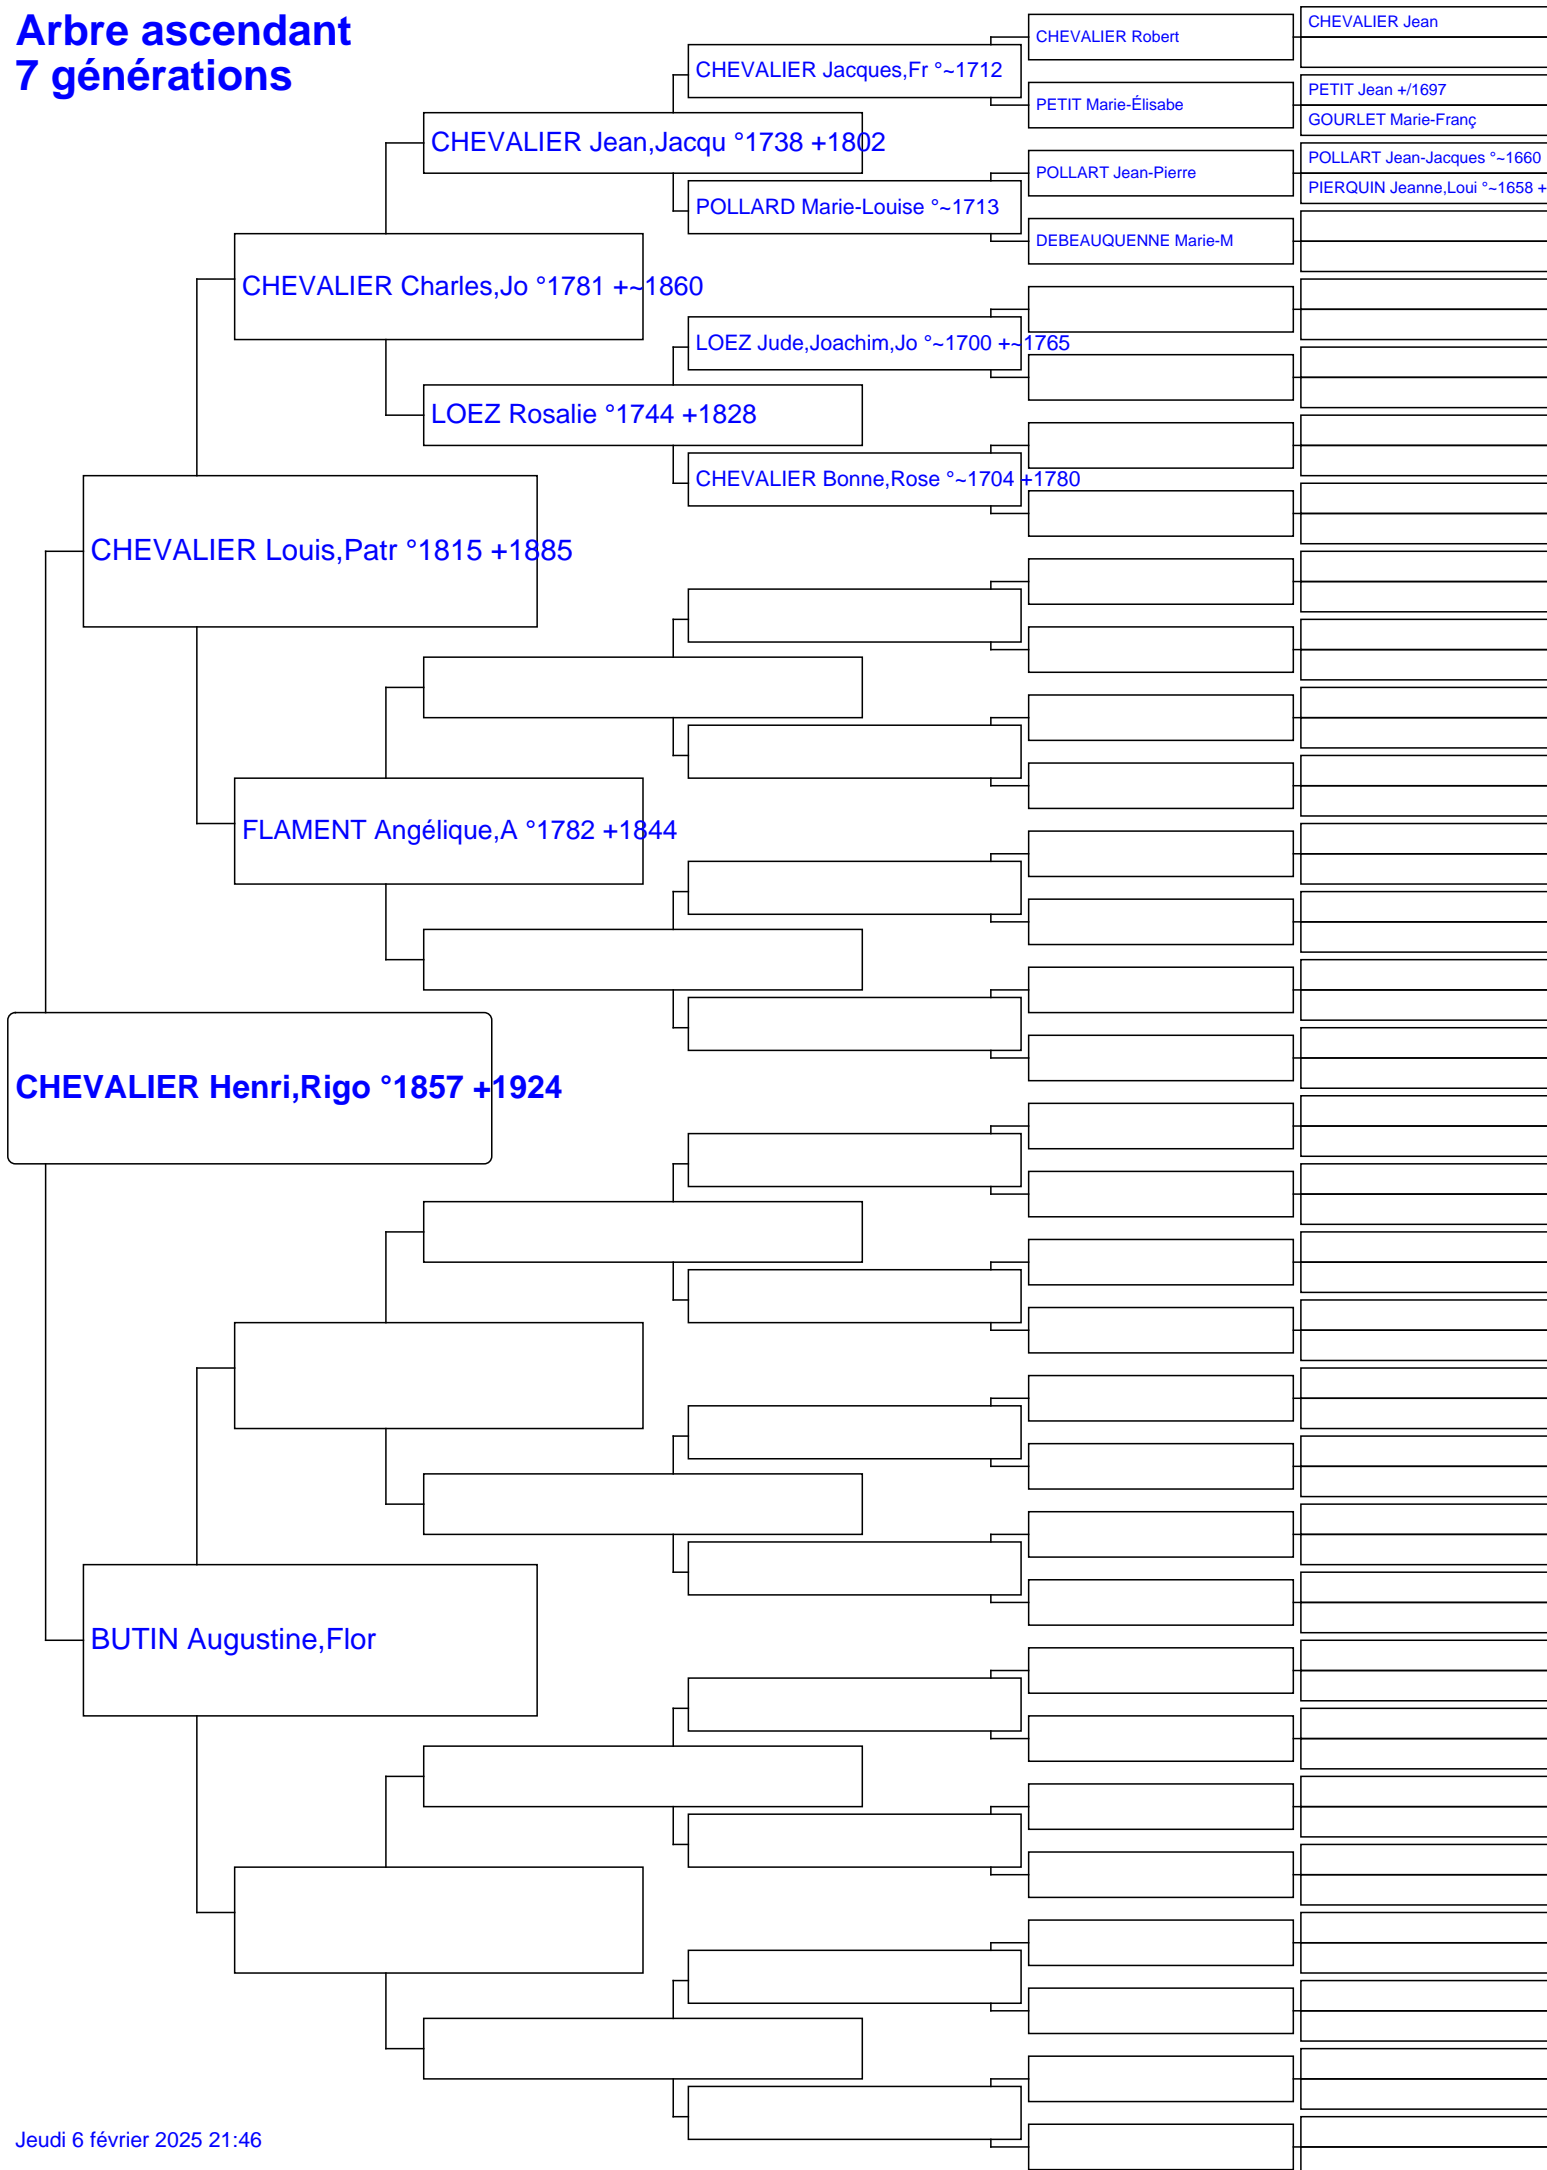 Arbre ascendant
7 générations
CHEVALIER Jean
CHEVALIER Robert
CHEVALIER Jacques,Fr °~1712
PETIT Jean +/1697
PETIT Marie-Élisabe
GOURLET Marie-Franç
CHEVALIER Jean,Jacqu °1738 +1802
POLLART Jean-Jacques °~1660
POLLART Jean-Pierre
PIERQUIN Jeanne,Loui °~1658 +
POLLARD Marie-Louise °~1713
DEBEAUQUENNE Marie-M
CHEVALIER Charles,Jo °1781 +~1860
LOEZ Jude,Joachim,Jo °~1700 +~1765
LOEZ Rosalie °1744 +1828
CHEVALIER Bonne,Rose °~1704 +1780
CHEVALIER Louis,Patr °1815 +1885
FLAMENT Angélique,A °1782 +1844
CHEVALIER Henri,Rigo °1857 +1924
BUTIN Augustine,Flor
Jeudi 6 février 2025 21:46